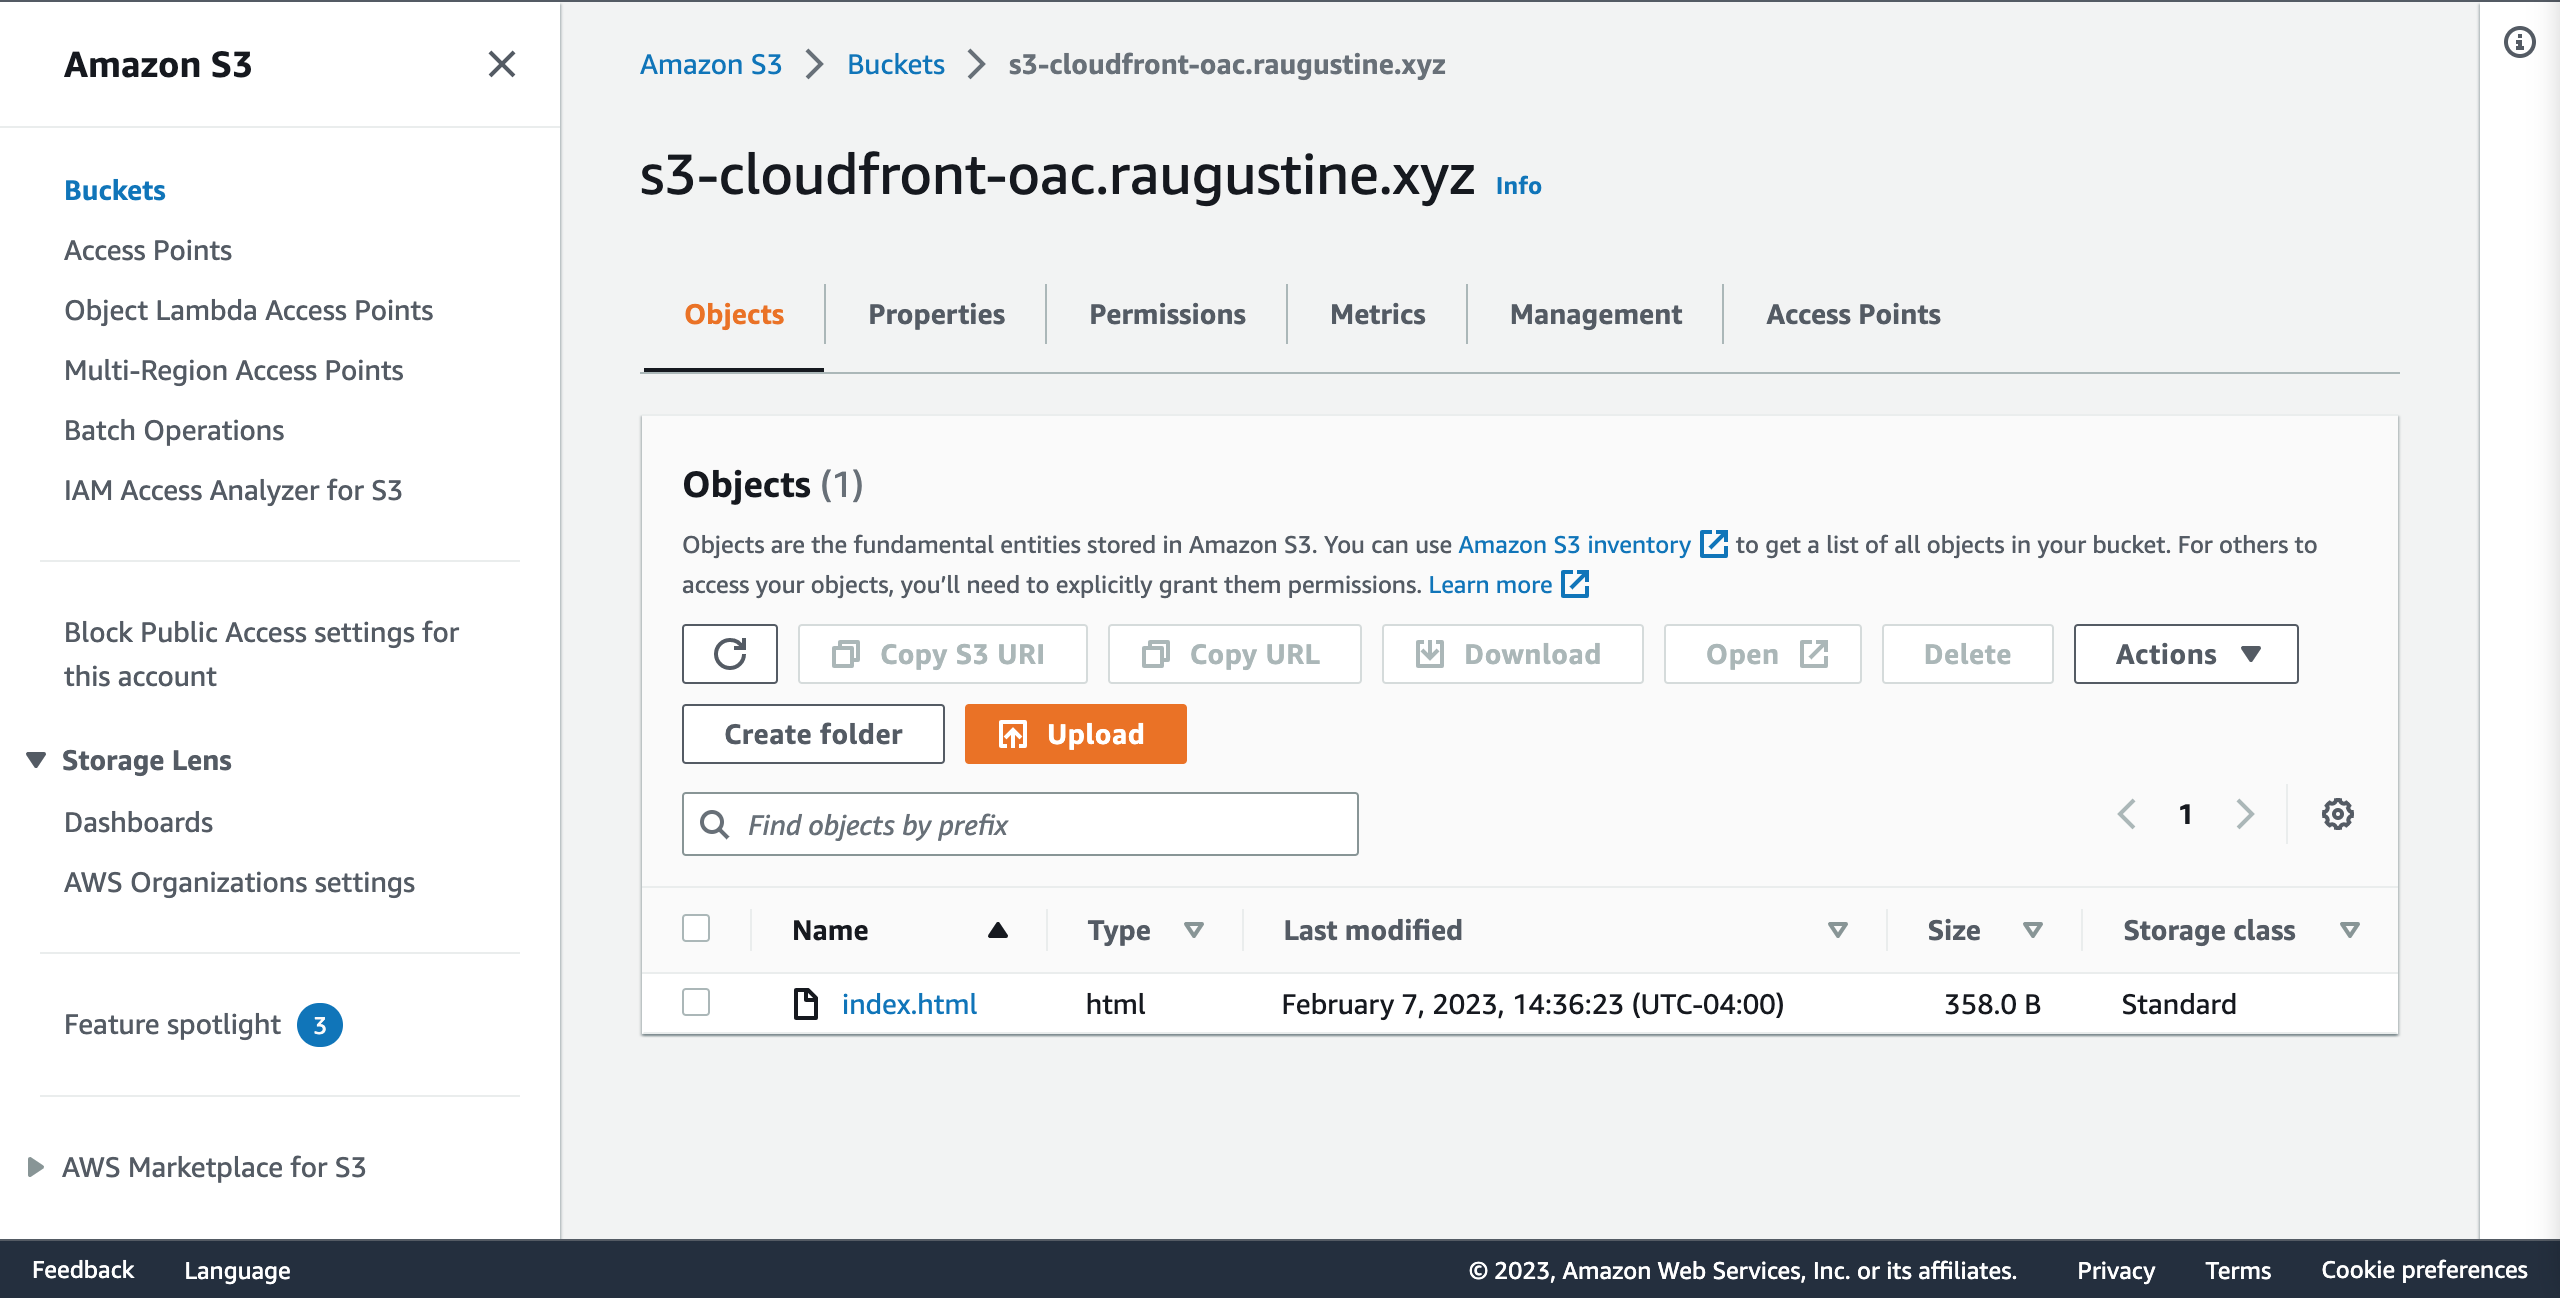 Amazon S3
Buckets
Access Points
Object Lambda Access Points
Multi-Region Access Points
Batch Operations
IAM Access Analyzer for S3
Block Public Access settings for
this account
Storage Lens
Dashboards
AWS Organizations settings
Feature spotlight 3
AWS Marketplace for S3
Amazon S3 Buckets s3-cloudfront-oac.raugustine.xyz
s3-cloudfront-oac.raugustine.xyz Info
Objects Properties Permissions Metrics Management Access Points
Objects (1)
Objects are the fundamental entities stored in Amazon S3. You can use Amazon S3 inventory to get a list of all objects in your bucket. For others to
access your objects, you’ll need to explicitly grant them permissions. Learn more
Copy S3 URI Copy URL Download Open Delete Actions
Create folder Upload
Find objects by prefix 1
Name Type Last modified Size Storage class
index.html html February 7, 2023, 14:36:23 (UTC-04:00) 358.0 B Standard
Feedback Language © 2023, Amazon Web Services, Inc. or its affiliates. Privacy Terms Cookie preferences